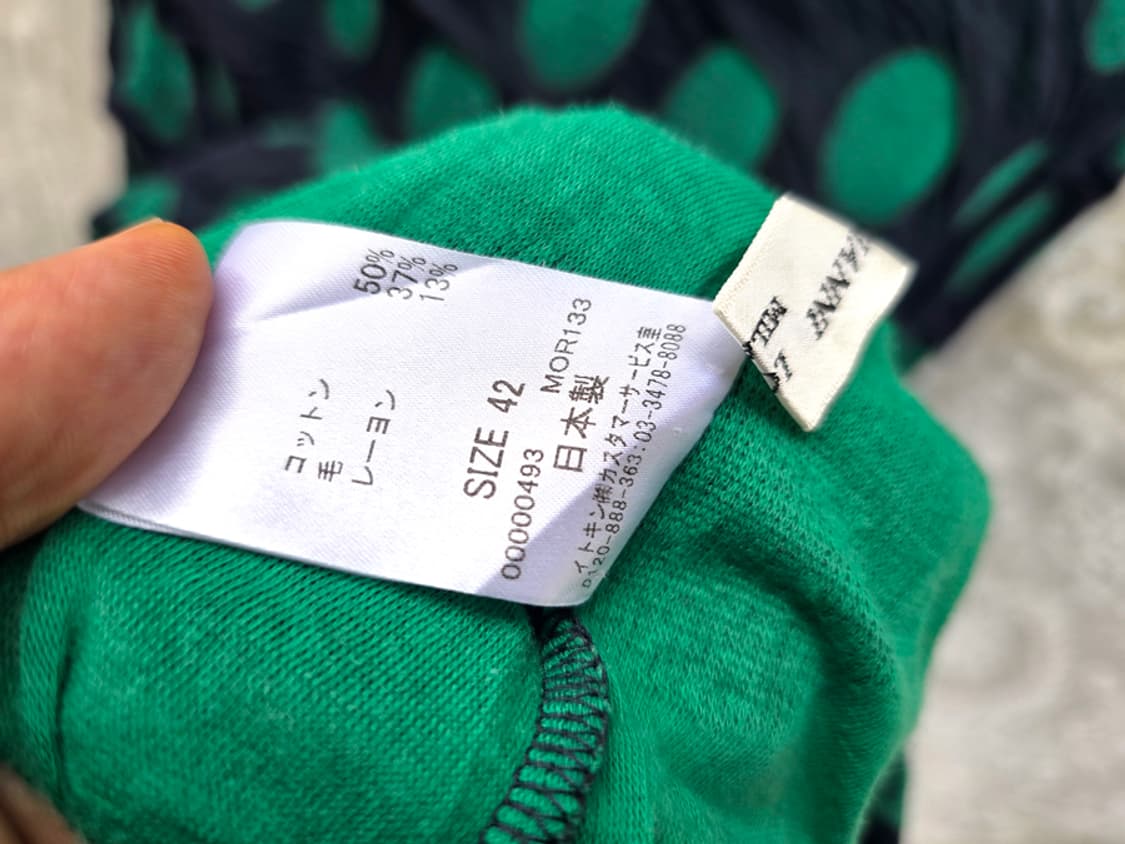 コットン 50%
毛 37%
レーヨン 13%
SIZE 42
00000493 MOR133
日本製
イトキン㈱カスタマーサービス室
0120-888-363:03-3478-8088